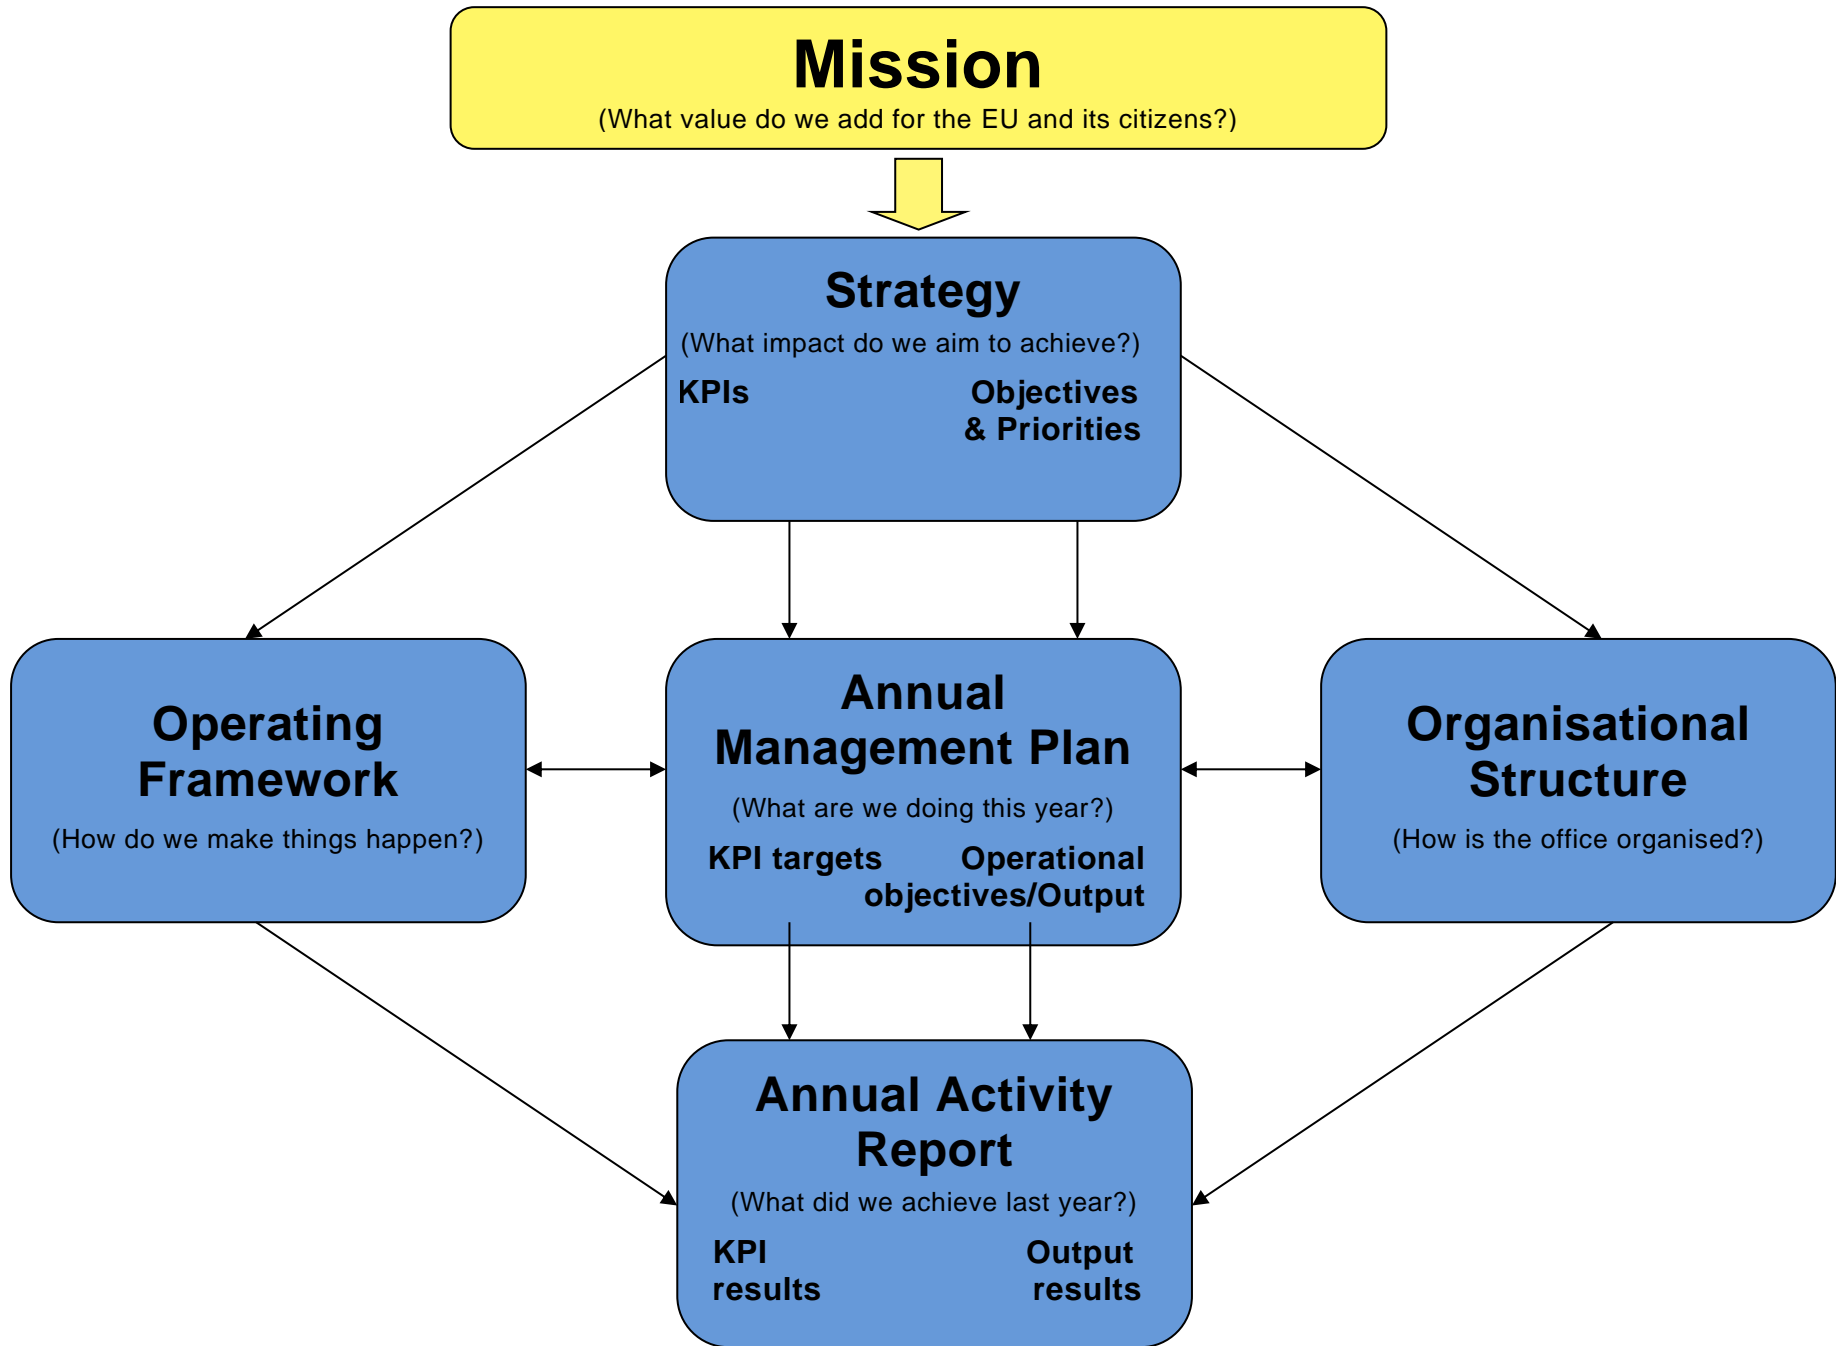 Mission
(What value do we add for the EU and its citizens?)
Strategy
(What impact do we aim to achieve?)
KPIs Objectives
& Priorities
Operating
Framework
(How do we make things happen?)
Annual
Management Plan
(What are we doing this year?)
KPI targets Operational
objectives/Output
Organisational
Structure
(How is the office organised?)
Annual Activity
Report
(What did we achieve last year?)
KPI Output
results results